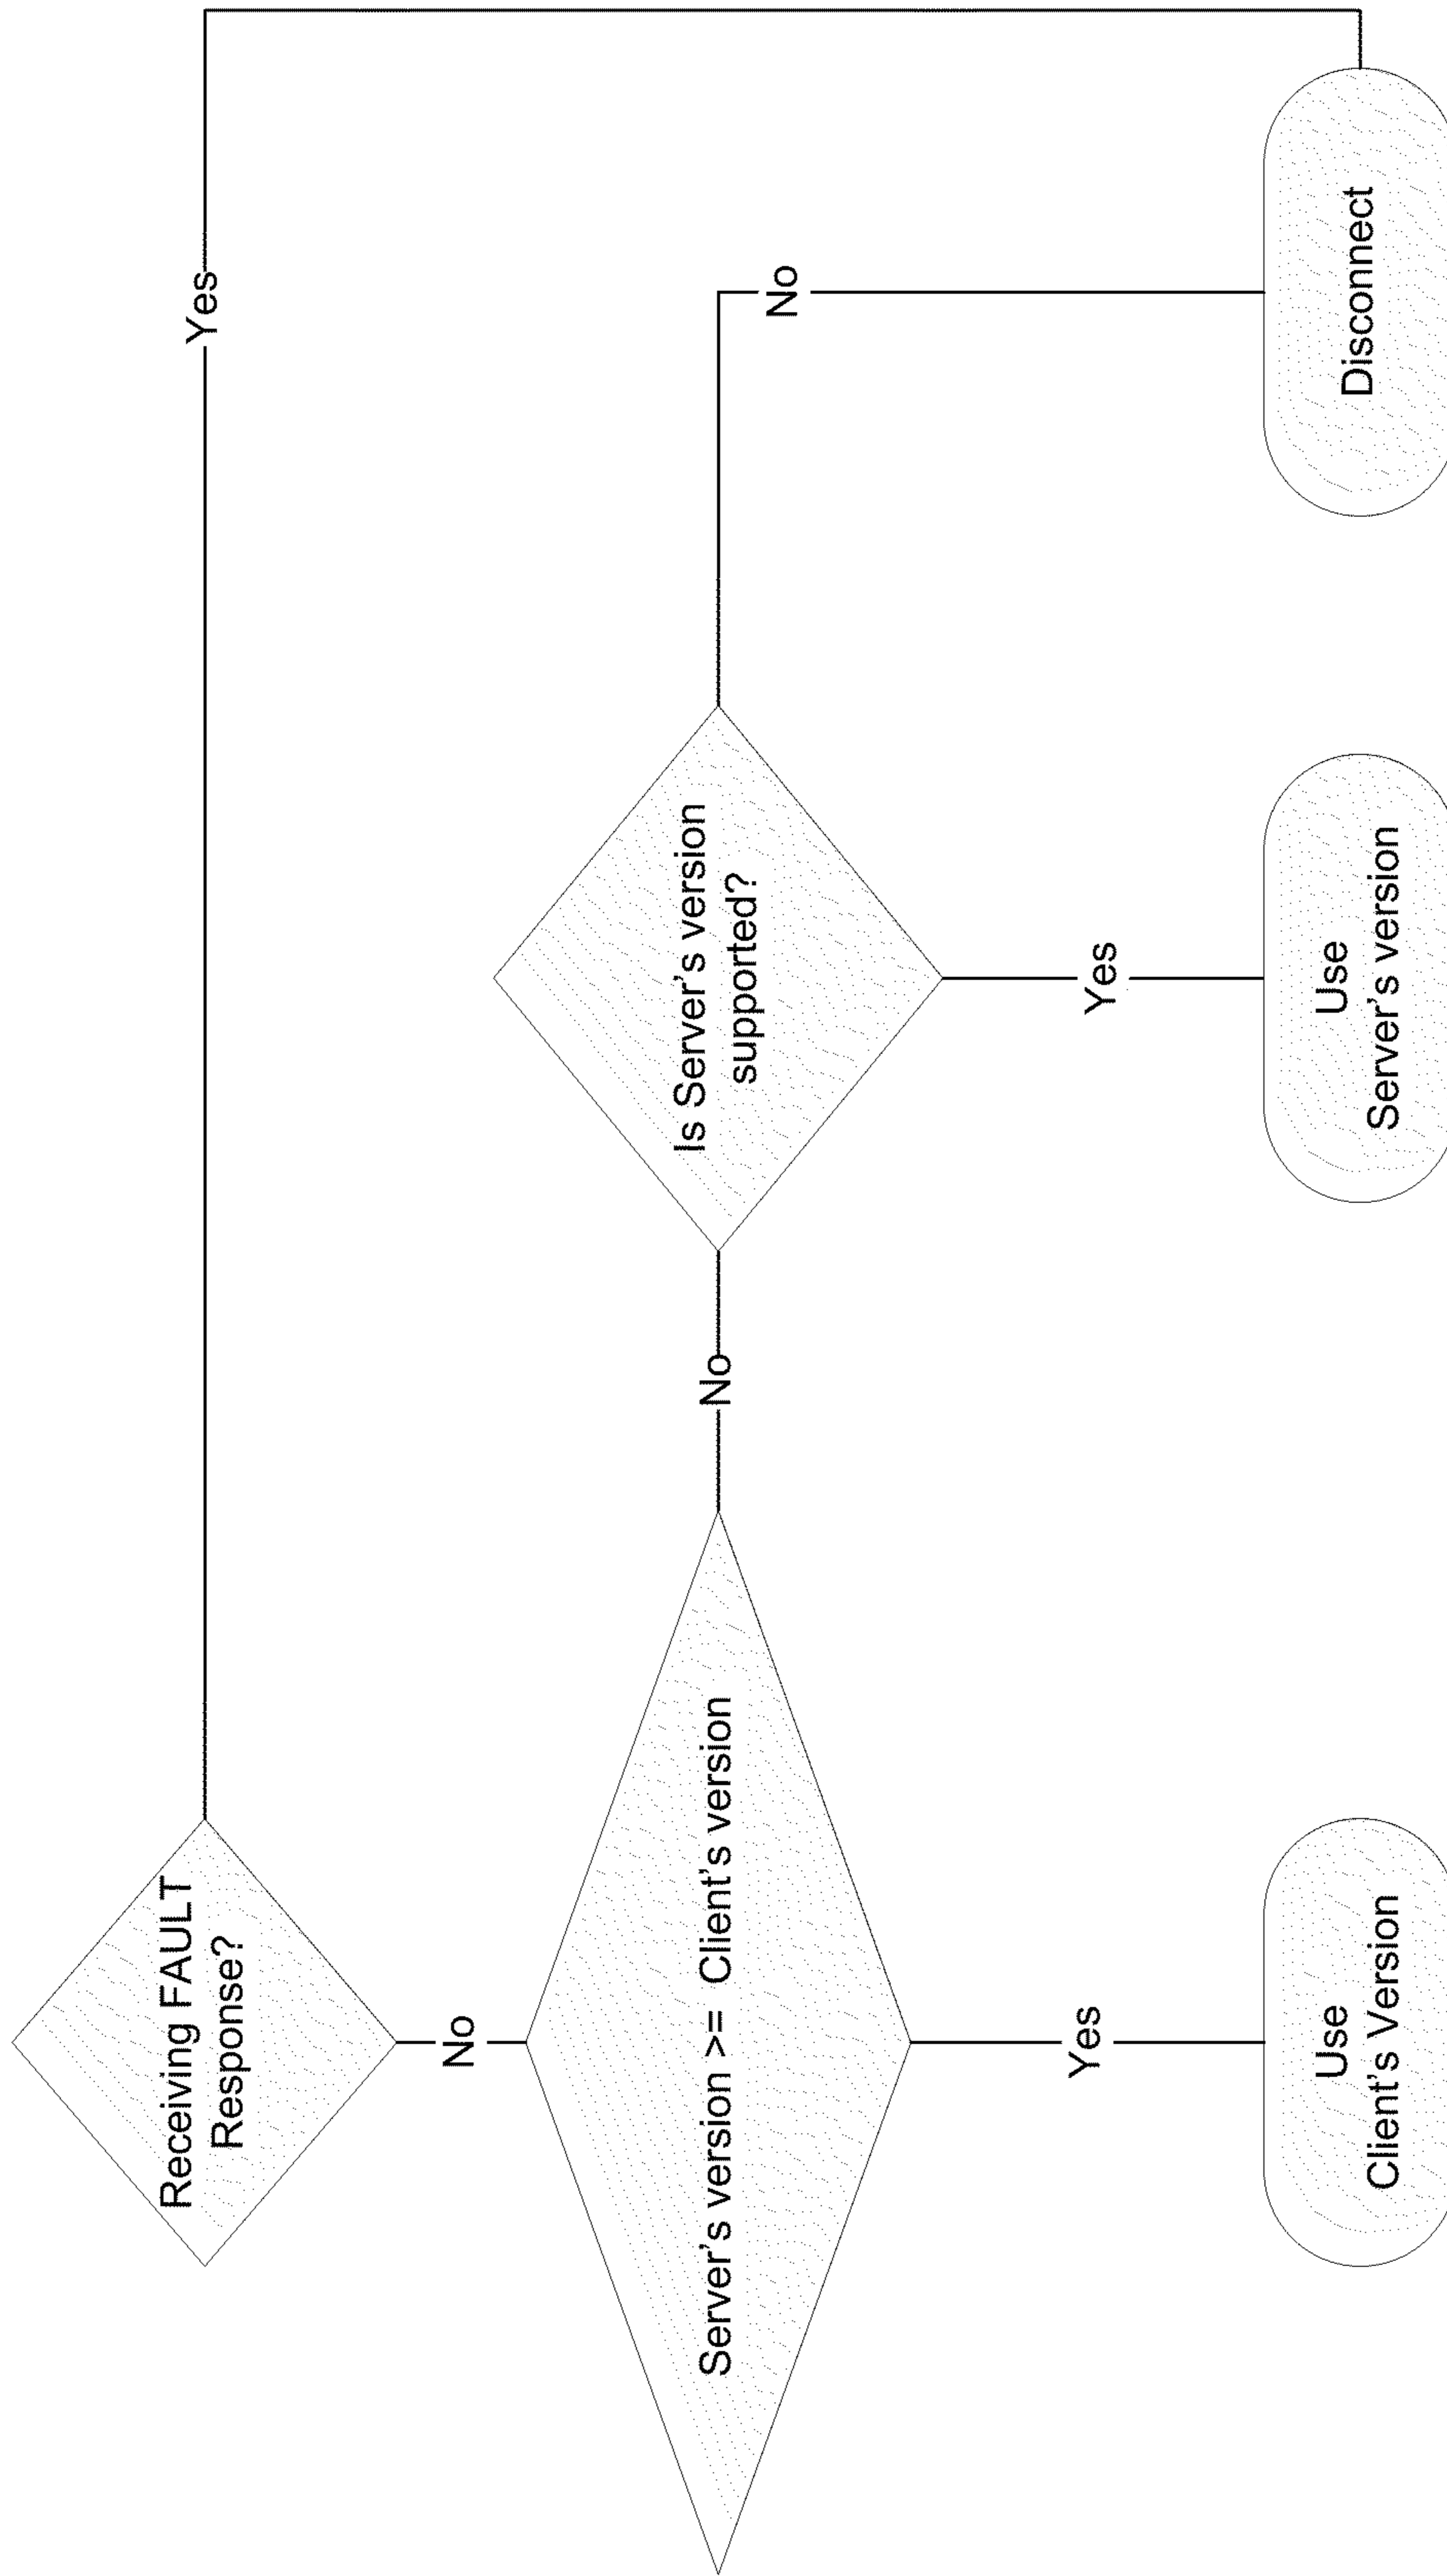 Receiving FAULT
Response?
Yes
No
Server's version >= Client's version
No
Is Server's version
supported?
No
Yes
Yes
Use
Client's Version
Use
Server's version
Disconnect